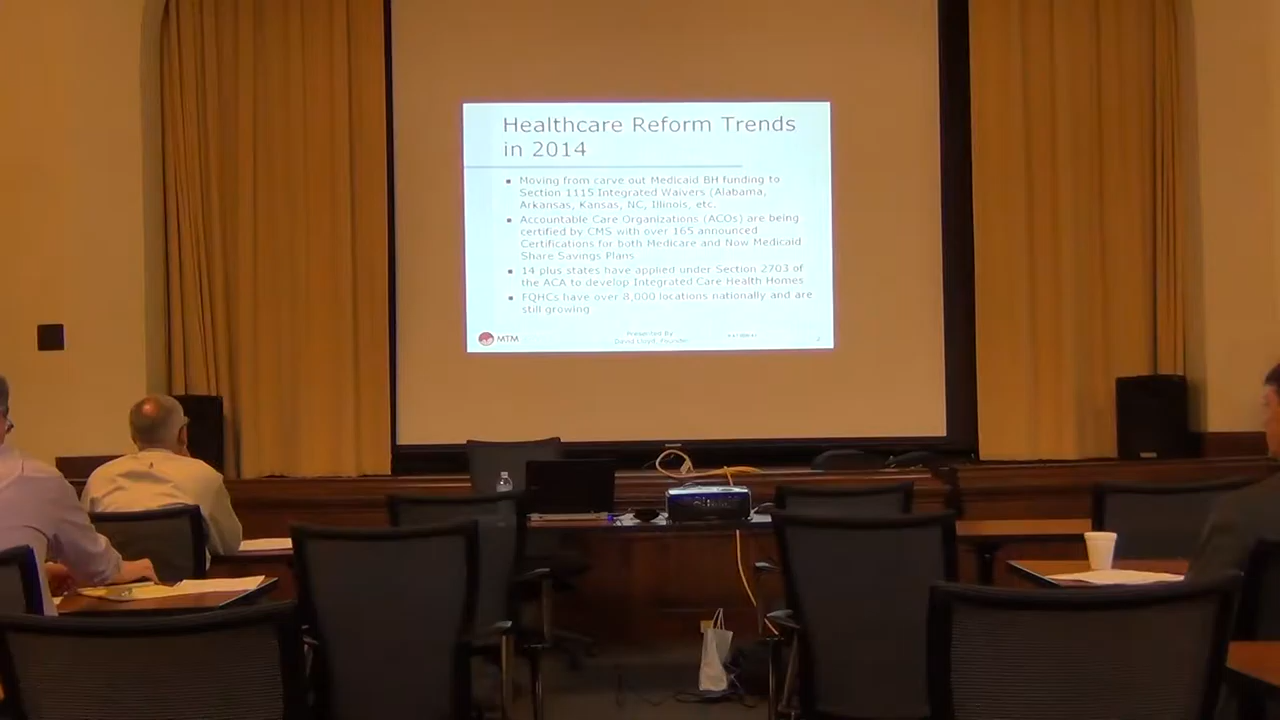 Healthcare Reform Trends
in 2014
Moving from carve out Medicaid BH funding to
Section 1115 Integrated Waivers (Alabama,
Arkansas, Kansas, NC, Illinois, etc.
Accountable Care Organizations (ACOs) are being
certified by CMS with over 165 announced
Certifications for both Medicare and Now Medicaid
Share Savings Plans
14 plus states have applied under Section 2703 of
the ACA to develop Integrated Care Health Homes
FQHCs have over 8,000 locations nationally and are
still growing
MTM
Presented By
David Lloyd, Founder
2